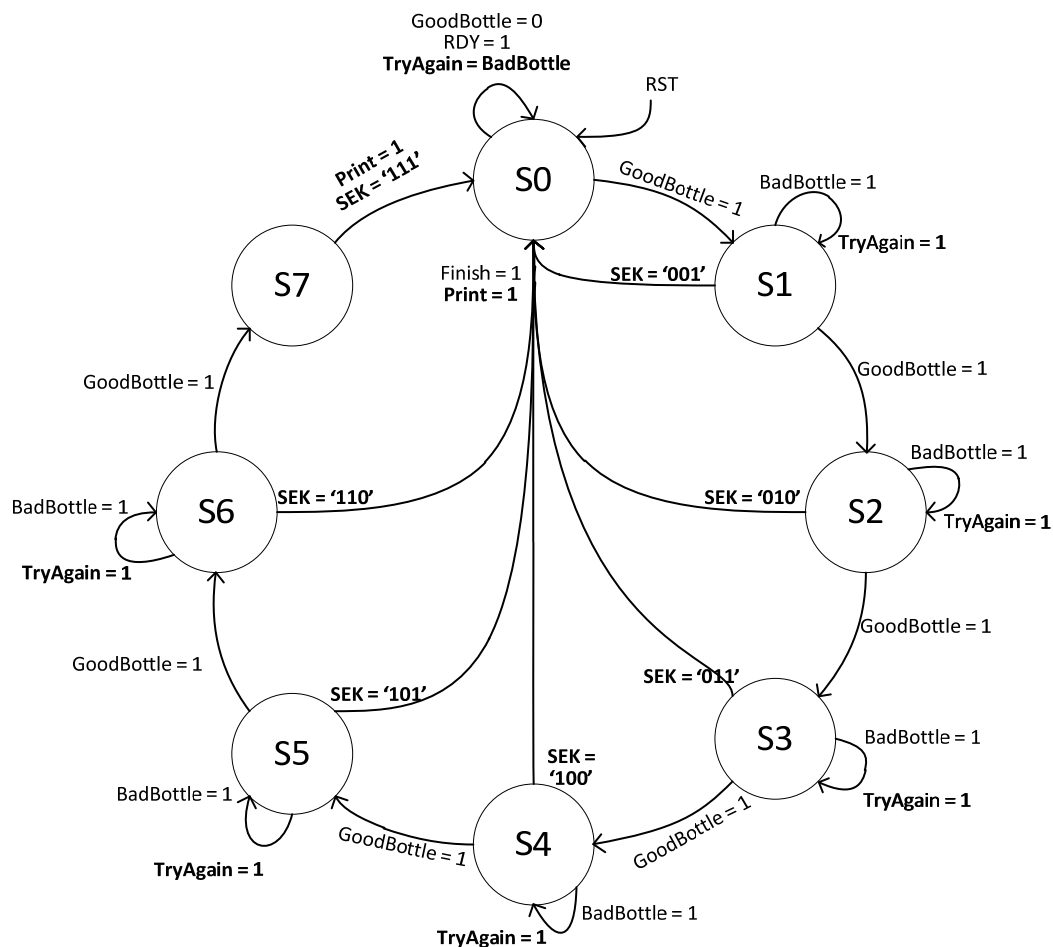 GoodBottle = 0
RDY = 1
TryAgain = BadBottle
RST
Print = 1
SEK = ‘111’
S0
GoodBottle = 1
BadBottle = 1
TryAgain = 1
S7
Finish = 1
Print = 1
SEK = ‘001’
S1
GoodBottle = 1
GoodBottle = 1
BadBottle = 1
BadBottle = 1
S6
SEK = ‘110’
SEK = ‘010’
S2
TryAgain = 1
TryAgain = 1
GoodBottle = 1
GoodBottle = 1
SEK = ‘101’
SEK = ‘011’
S5
S3
BadBottle = 1
SEK =
‘100’
BadBottle = 1
TryAgain = 1
GoodBottle = 1
S4
GoodBottle = 1
TryAgain = 1
BadBottle = 1
TryAgain = 1